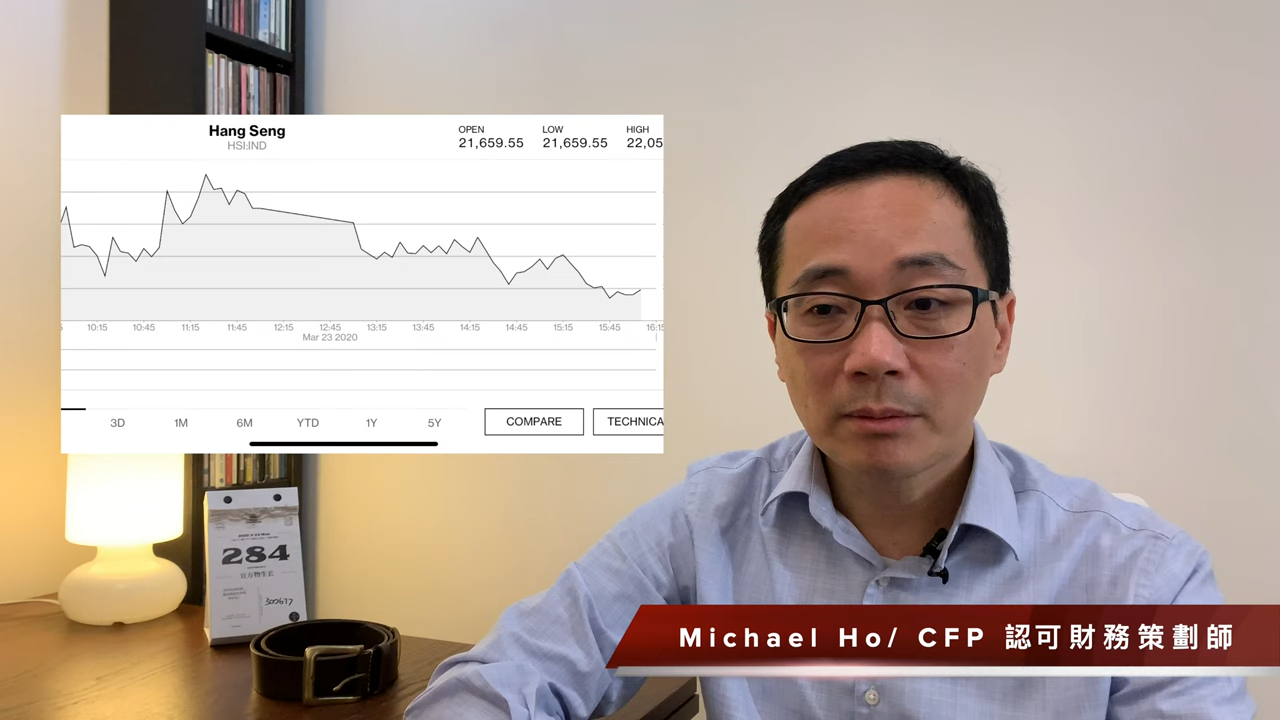 Hang Seng
HSI:IND
OPEN
21,659.55
LOW
21,659.55
HIGH
22,05
10:15 10:45 11:15 11:45 12:15 12:45 13:15 13:45 14:15 14:45 15:15 15:45 16:15
Mar 23 2020
3D 1M 6M YTD 1Y 5Y
COMPARE
TECHNICA
284
300677
Michael Ho/ CFP 認可財務策劃師